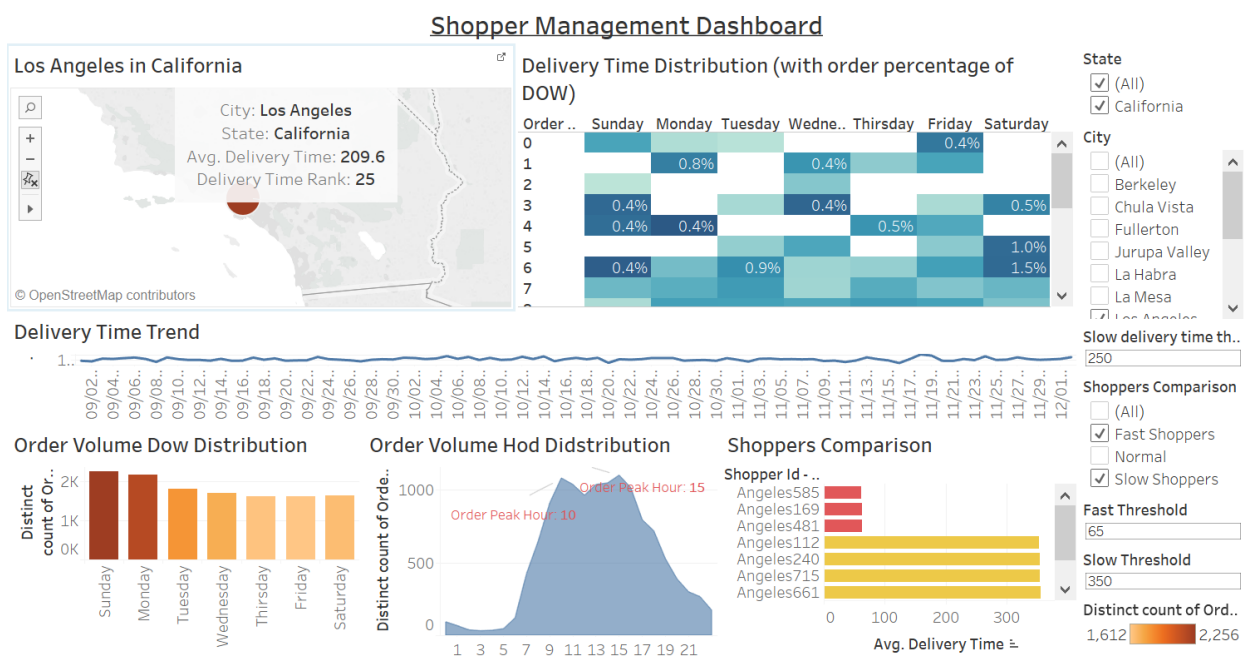 Shopper Management Dashboard
Los Angeles in California
City: Los Angeles
State: California
Avg. Delivery Time: 209.6
Delivery Time Rank: 25
© OpenStreetMap contributors
Delivery Time Distribution (with order percentage of
DOW)
Order .. Sunday Monday Tuesday Wedne.. Thirsday Friday Saturday
0 0.4%
1 0.8% 0.4%
2
3 0.4% 0.4% 0.5%
4 0.4% 0.4% 0.5%
5 1.0%
6 0.4% 0.9% 1.5%
7
State
(All)
California
City
(All)
Berkeley
Chula Vista
Fullerton
Jurupa Valley
La Habra
La Mesa
Los Angeles
Slow delivery time th..
250
Shoppers Comparison
(All)
Fast Shoppers
Normal
Slow Shoppers
Fast Threshold
65
Slow Threshold
350
Distinct count of Ord..
1,612 2,256
Delivery Time Trend
1..
09/02.. 09/04.. 09/06.. 09/08.. 09/10.. 09/12.. 09/14.. 09/16.. 09/18.. 09/20.. 09/22.. 09/24.. 09/26.. 09/28.. 09/30.. 10/02.. 10/04.. 10/06.. 10/08.. 10/10.. 10/12.. 10/14.. 10/16.. 10/18.. 10/20.. 10/22.. 10/24.. 10/26.. 10/28.. 10/30.. 11/01.. 11/03.. 11/05.. 11/07.. 11/09.. 11/11.. 11/13.. 11/15.. 11/17.. 11/19.. 11/21.. 11/23.. 11/25.. 11/27.. 11/29.. 12/01..
Order Volume Dow Distribution
Distinct
count of Or..
2K
1K
0K
Sunday Monday Tuesday Wednesday Thirsday Friday Saturday
Order Volume Hod Didstribution
Distinct count of Orde..
1000
500
0
Order Peak Hour: 15
Order Peak Hour: 10
1 3 5 7 9 11 13 15 17 19 21
Shoppers Comparison
Shopper Id - ..
Angeles585
Angeles169
Angeles481
Angeles112
Angeles240
Angeles715
Angeles661
0 100 200 300
Avg. Delivery Time